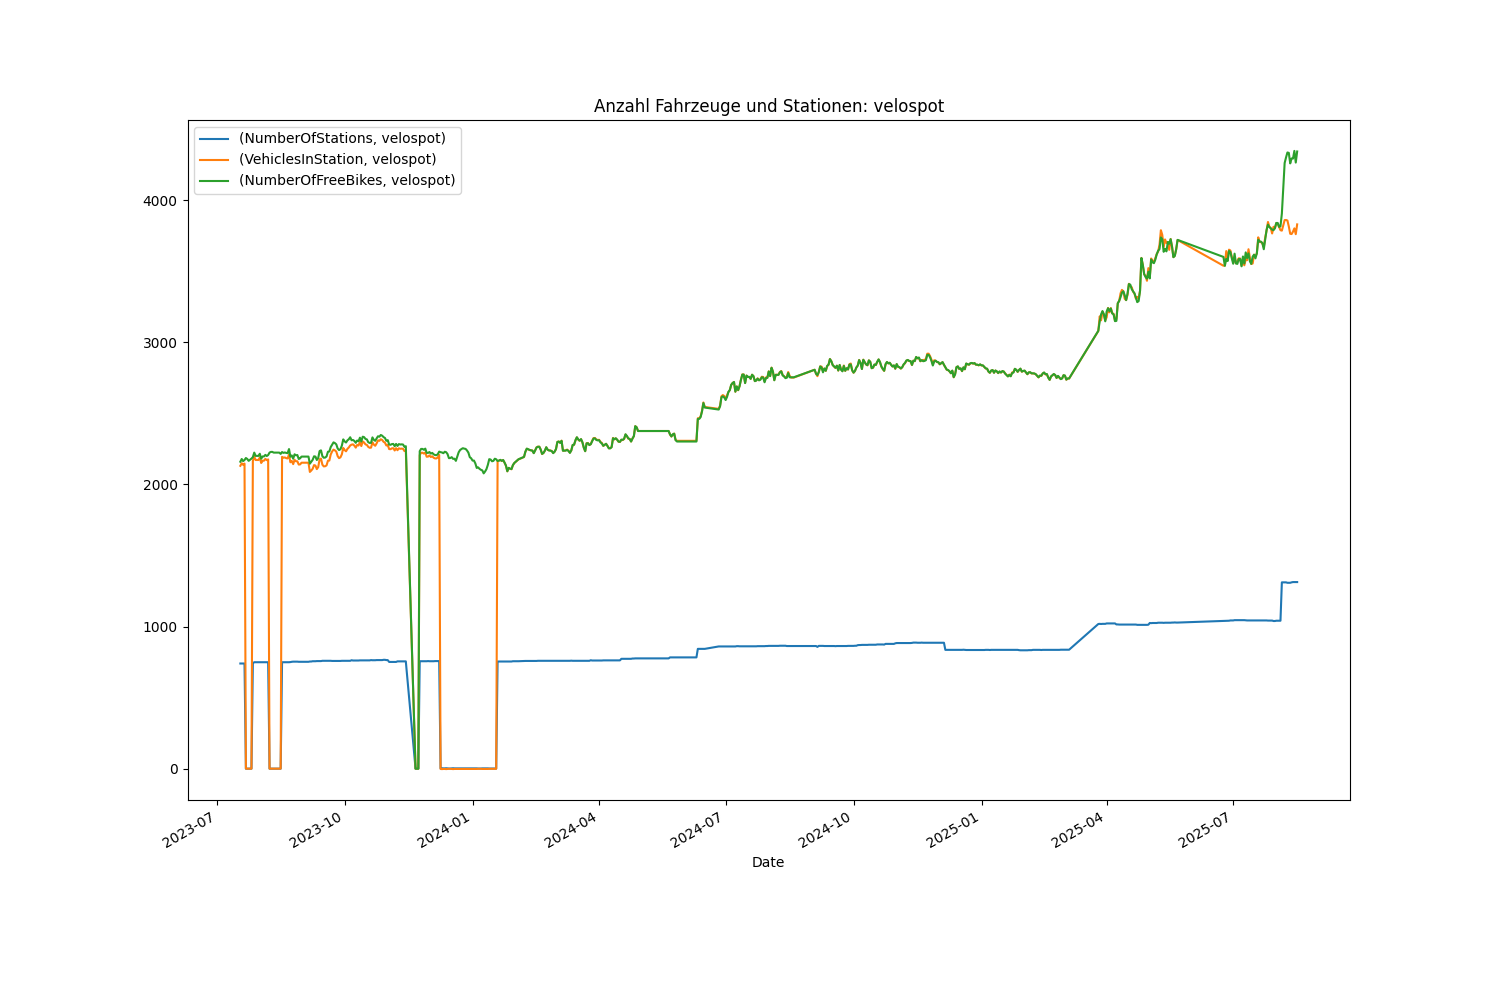 Anzahl Fahrzeuge und Stationen: velospot
(NumberOfStations, velospot)
(VehiclesInStation, velospot)
(NumberOfFreeBikes, velospot)
4000
3000
2000
1000
0
2023-07
2023-10
2024-01
2024-04
2024-07
2024-10
2025-01
2025-04
2025-07
Date